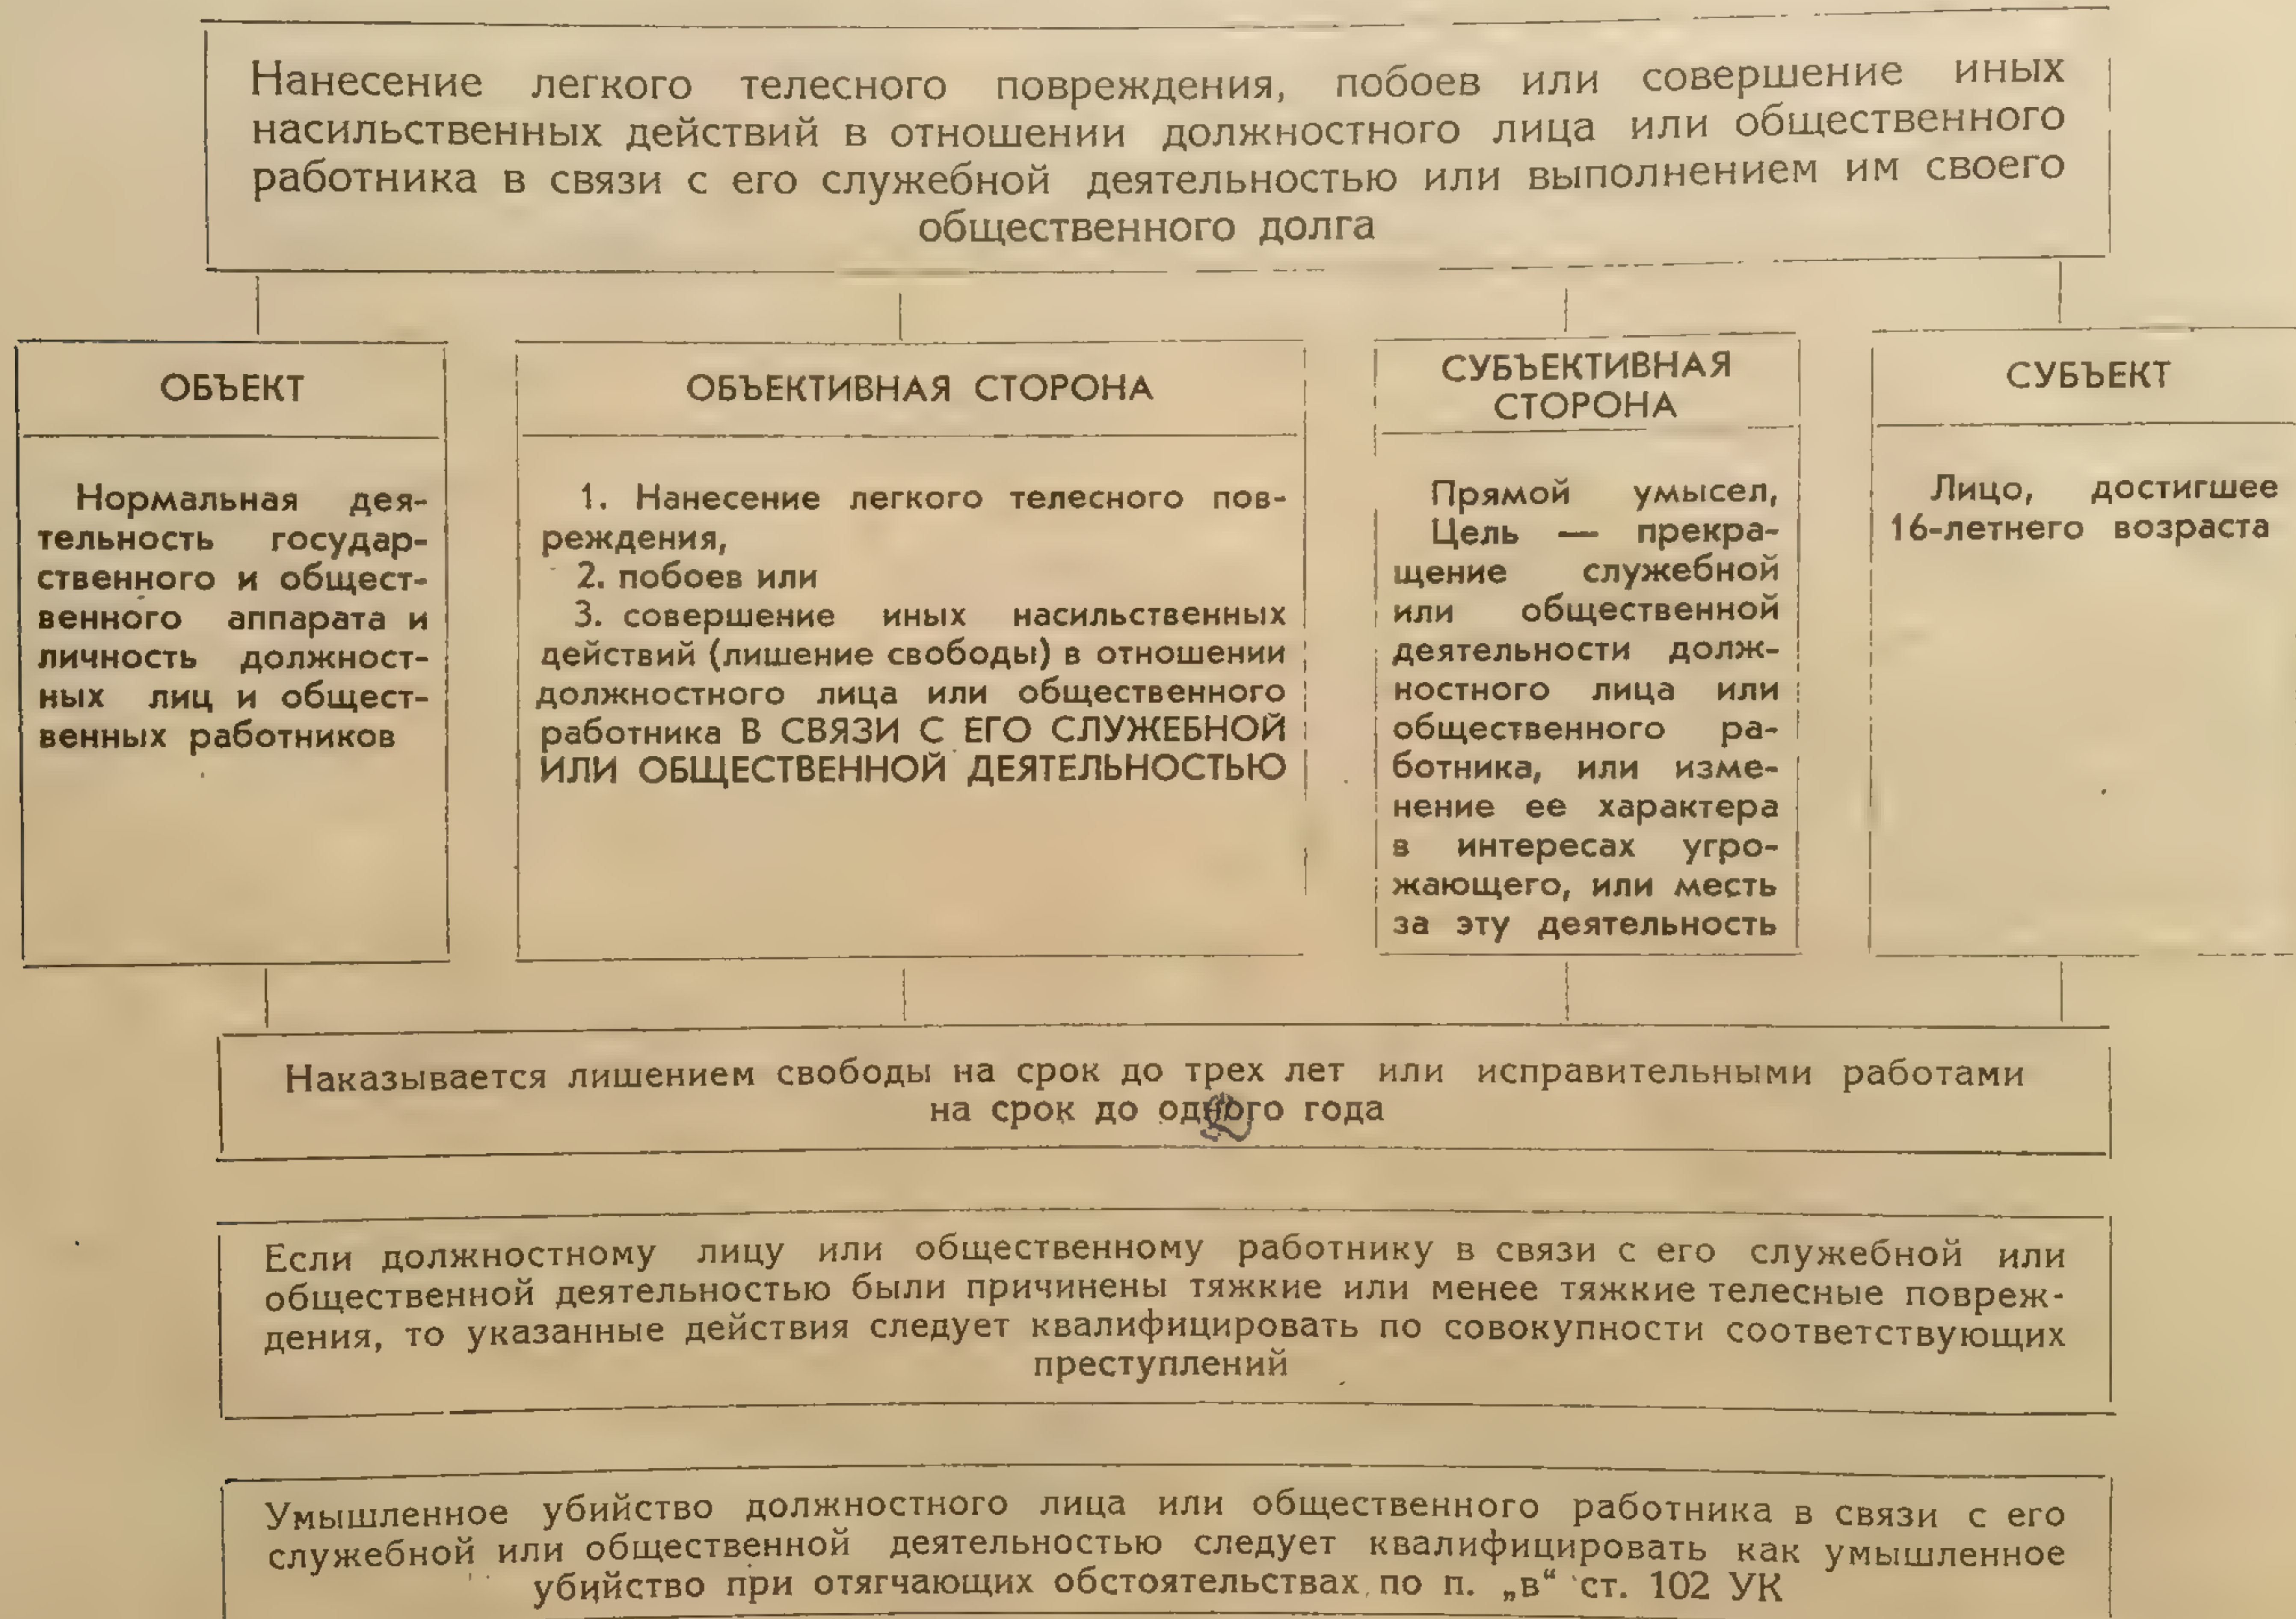 Нанесение легкого телесного повреждения, побоев или совершение иных
насильственных действий в отношении должностного лица или общественного
работника в связи с его служебной деятельностью или выполнением им своего
общественного долга
ОБЪЕКТ
Нормальная дея-
тельность государ-
ственного и общест-
венного аппарата и
личность должност-
ных лиц и общест-
венных работников
ОБЪЕКТИВНАЯ СТОРОНА
1. Нанесение легкого телесного пов-
реждения,
2. побоев или
3. совершение иных насильственных
действий (лишение свободы) в отношении
должностного лица или общественного
работника В СВЯЗИ С ЕГО СЛУЖЕБНОЙ
ИЛИ ОБЩЕСТВЕННОЙ ДЕЯТЕЛЬНОСТЬЮ
СУБЪЕКТИВНАЯ
СТОРОНА
Прямой умысел,
Цель — прекра-
щение служебной
или общественной
деятельности долж-
ностного лица или
общественного ра-
ботника, или изме-
нение ее характера
в интересах угро-
жающего, или месть
за эту деятельность
СУБЪЕКТ
Лицо, достигшее
16-летнего возраста
Наказывается лишением свободы на срок до трех лет или исправительными работами
на срок до одного года
Если должностному лицу или общественному работнику в связи с его служебной или
общественной деятельностью были причинены тяжкие или менее тяжкие телесные повреж-
дения, то указанные действия следует квалифицировать по совокупности соответствующих
преступлений
Умышленное убийство должностного лица или общественного работника в связи с его
служебной или общественной деятельностью следует квалифицировать как умышленное
убийство при отягчающих обстоятельствах по п. „в“ ст. 102 УК